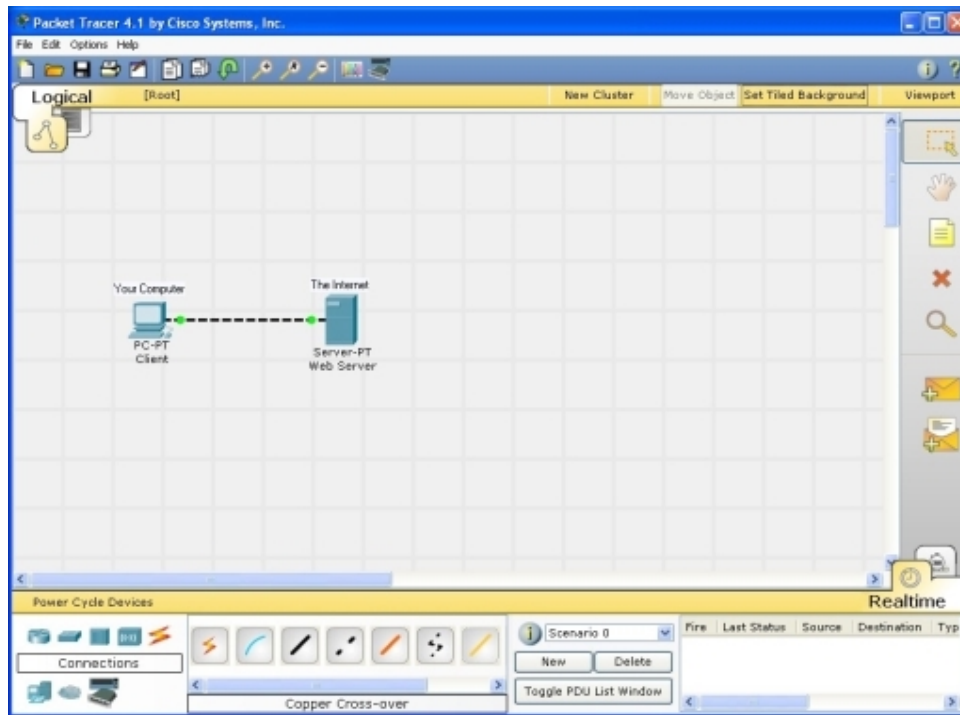 Packet Tracer 4.1 by Cisco Systems, Inc.
File Edit Options Help
Logical [Root] New Cluster Move Object Set Tiled Background Viewport
Your Computer
The Internet
PC-PT
Client
Server-PT
Web Server
Power Cycle Devices
Realtime
Connections
Copper Cross-over
Scenario 0
New Delete
Toggle PDU List Window
Fire Last Status Source Destination Typ